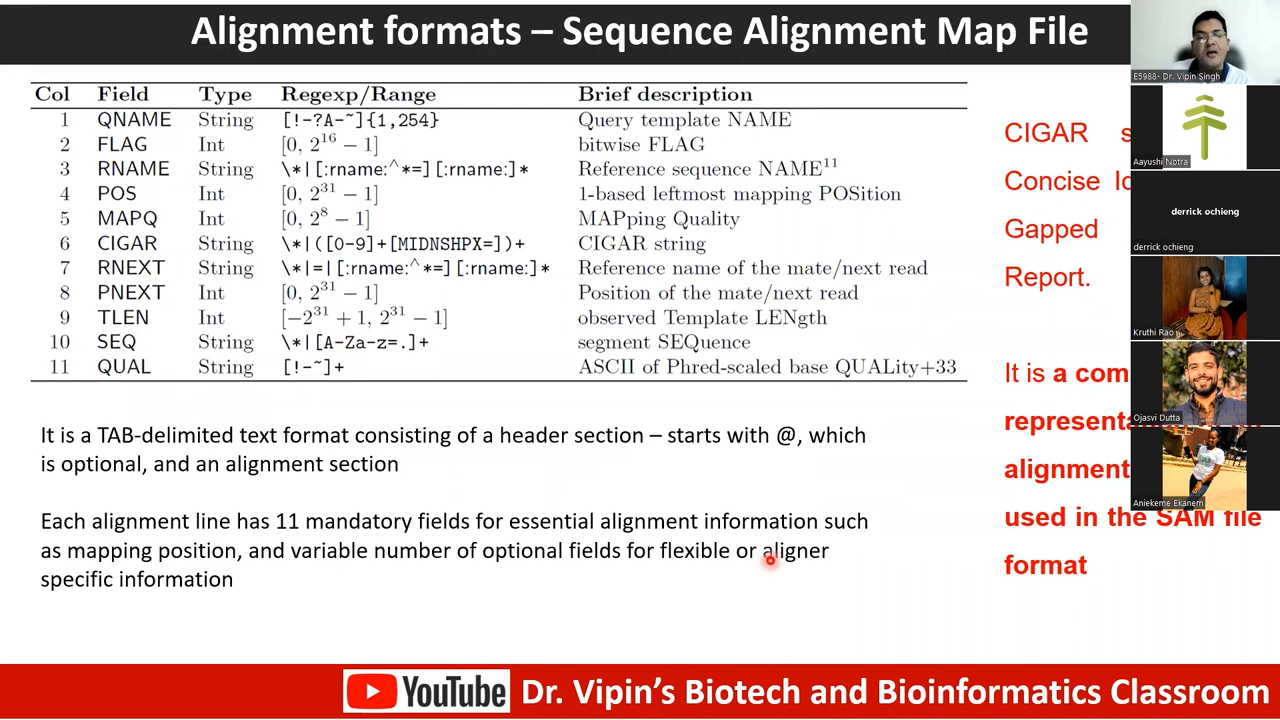 Alignment formats – Sequence Alignment Map File
Col Field Type Regexp/Range Brief description
1 QNAME String [!-?A-~]{1,254} Query template NAME
2 FLAG Int [0, 2^16 − 1] bitwise FLAG
3 RNAME String \*|[:rname:^*=][:rname:]* Reference sequence NAME^11
4 POS Int [0, 2^31 − 1] 1-based leftmost mapping POSition
5 MAPQ Int [0, 2^8 − 1] MAPping Quality
6 CIGAR String \*|([0-9]+[MIDNSHPX=])+ CIGAR string
7 RNEXT String \*|=|[:rname:^*=][:rname:]* Reference name of the mate/next read
8 PNEXT Int [0, 2^31 − 1] Position of the mate/next read
9 TLEN Int [−2^31 + 1, 2^31 − 1] observed Template LENgth
10 SEQ String \*|[A-Za-z=.]+ segment SEQuence
11 QUAL String [!-~]+ ASCII of Phred-scaled base QUALity+33
It is a TAB-delimited text format consisting of a header section – starts with @, which
is optional, and an alignment section
Each alignment line has 11 mandatory fields for essential alignment information such
as mapping position, and variable number of optional fields for flexible or aligner
specific information
CIGAR
Concise
Gapped
Report.
It is a
alignment
used in the SAM file
format
E5988- Dr. Vipin Singh
Aayushi Notra
derrick ochieng
derrick ochieng
Kruthi Rao
Ojasvi Dutta
Aniekeme Ekanem
YouTube Dr. Vipin's Biotech and Bioinformatics Classroom